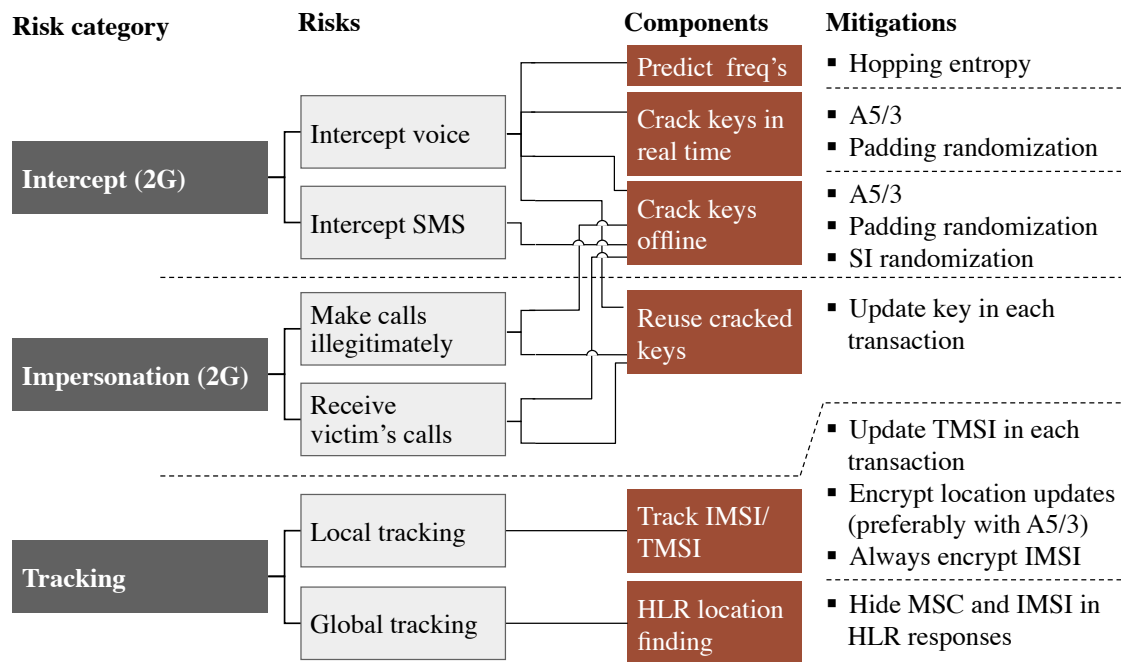 Risk category
Risks
Components
Mitigations
Intercept (2G)
Intercept voice
Intercept SMS
Predict freq's
Crack keys in
real time
Crack keys
offline
▪ Hopping entropy
▪ A5/3
▪ Padding randomization
▪ A5/3
▪ Padding randomization
▪ SI randomization
Impersonation (2G)
Make calls
illegitimately
Receive
victim's calls
Reuse cracked
keys
▪ Update key in each
transaction
Tracking
Local tracking
Global tracking
Track IMSI/
TMSI
HLR location
finding
▪ Update TMSI in each
transaction
▪ Encrypt location updates
(preferably with A5/3)
▪ Always encrypt IMSI
▪ Hide MSC and IMSI in
HLR responses